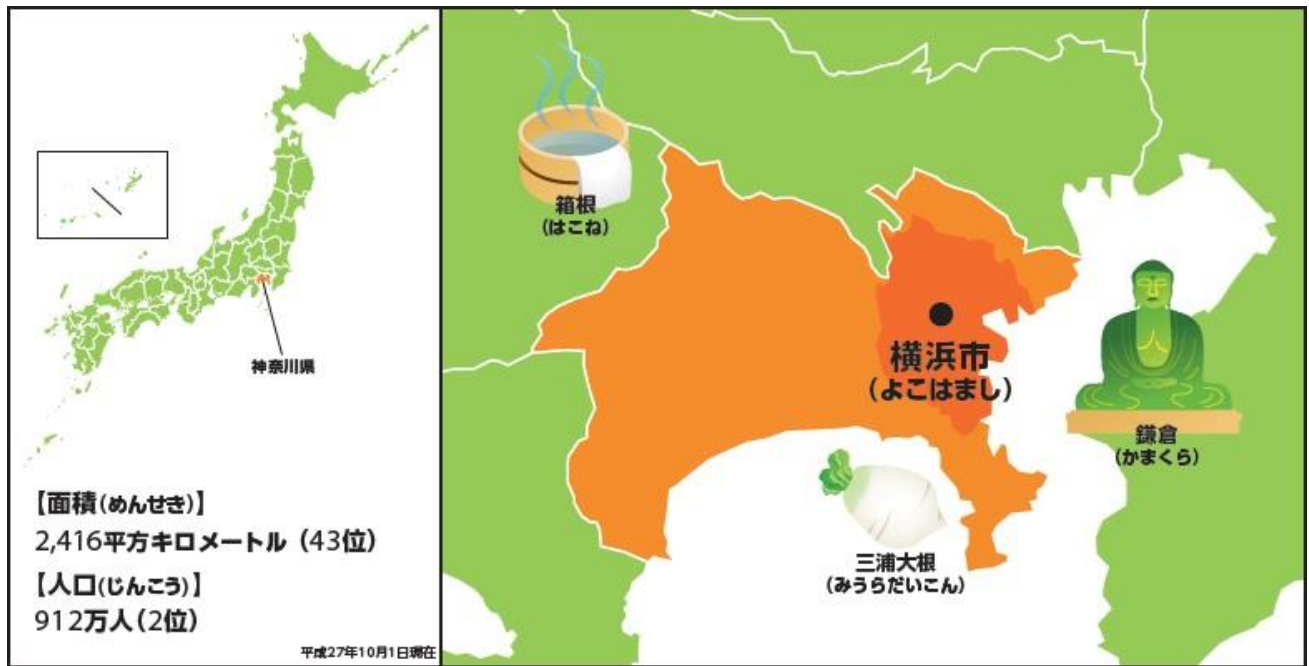 神奈川県
【面積(めんせき)】
2,416平方キロメートル (43位)
【人口(じんこう)】
912万人(2位)
平成27年10月1日現在
箱根
(はこね)
横浜市
(よこはまし)
鎌倉
(かまくら)
三浦大根
(みうらだいこん)